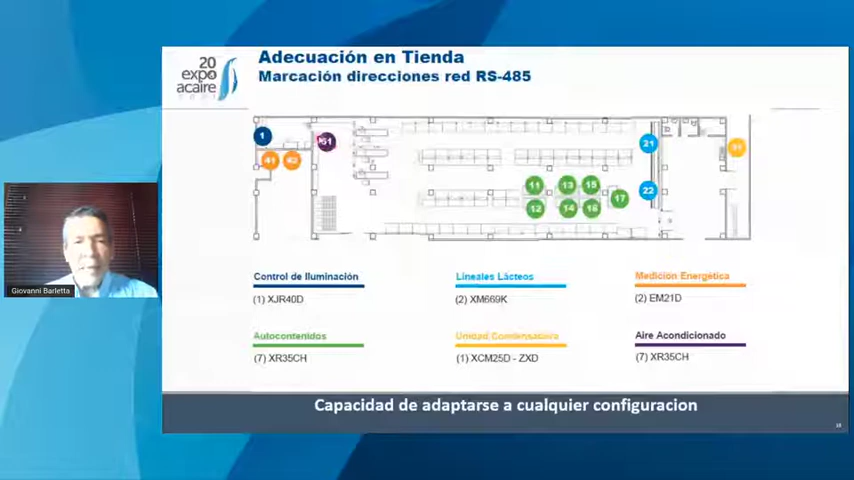 20
expo
acaire
Adecuación en Tienda
Marcación direcciones red RS-485
1
41
42
51
21
22
11
13
15
17
12
14
16
31
Giovanni Barletta
Control de Iluminación
(1) XJR40D
Lineales Lácteos
(2) XM669K
Medición Energética
(2) EM21D
Autocontenidos
(7) XR35CH
Unidad Condensadora
(1) XCM25D - ZXD
Aire Acondicionado
(7) XR35CH
Capacidad de adaptarse a cualquier configuracion